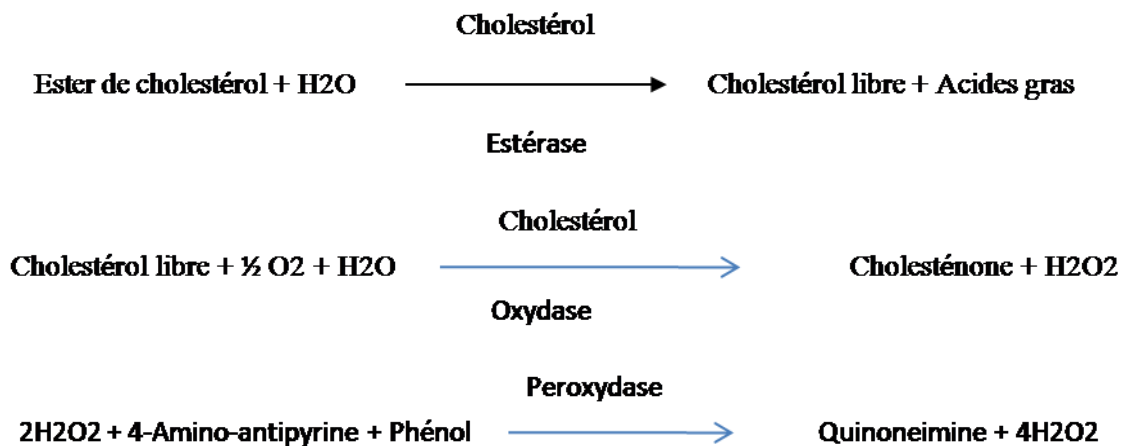 Cholestérol
Ester de cholestérol + H2O Cholestérol libre + Acides gras
Estérase
Cholestérol
Cholestérol libre + ½ O2 + H2O Cholesténone + H2O2
Oxydase
Peroxydase
2H2O2 + 4-Amino-antipyrine + Phénol Quinoneimine + 4H2O2